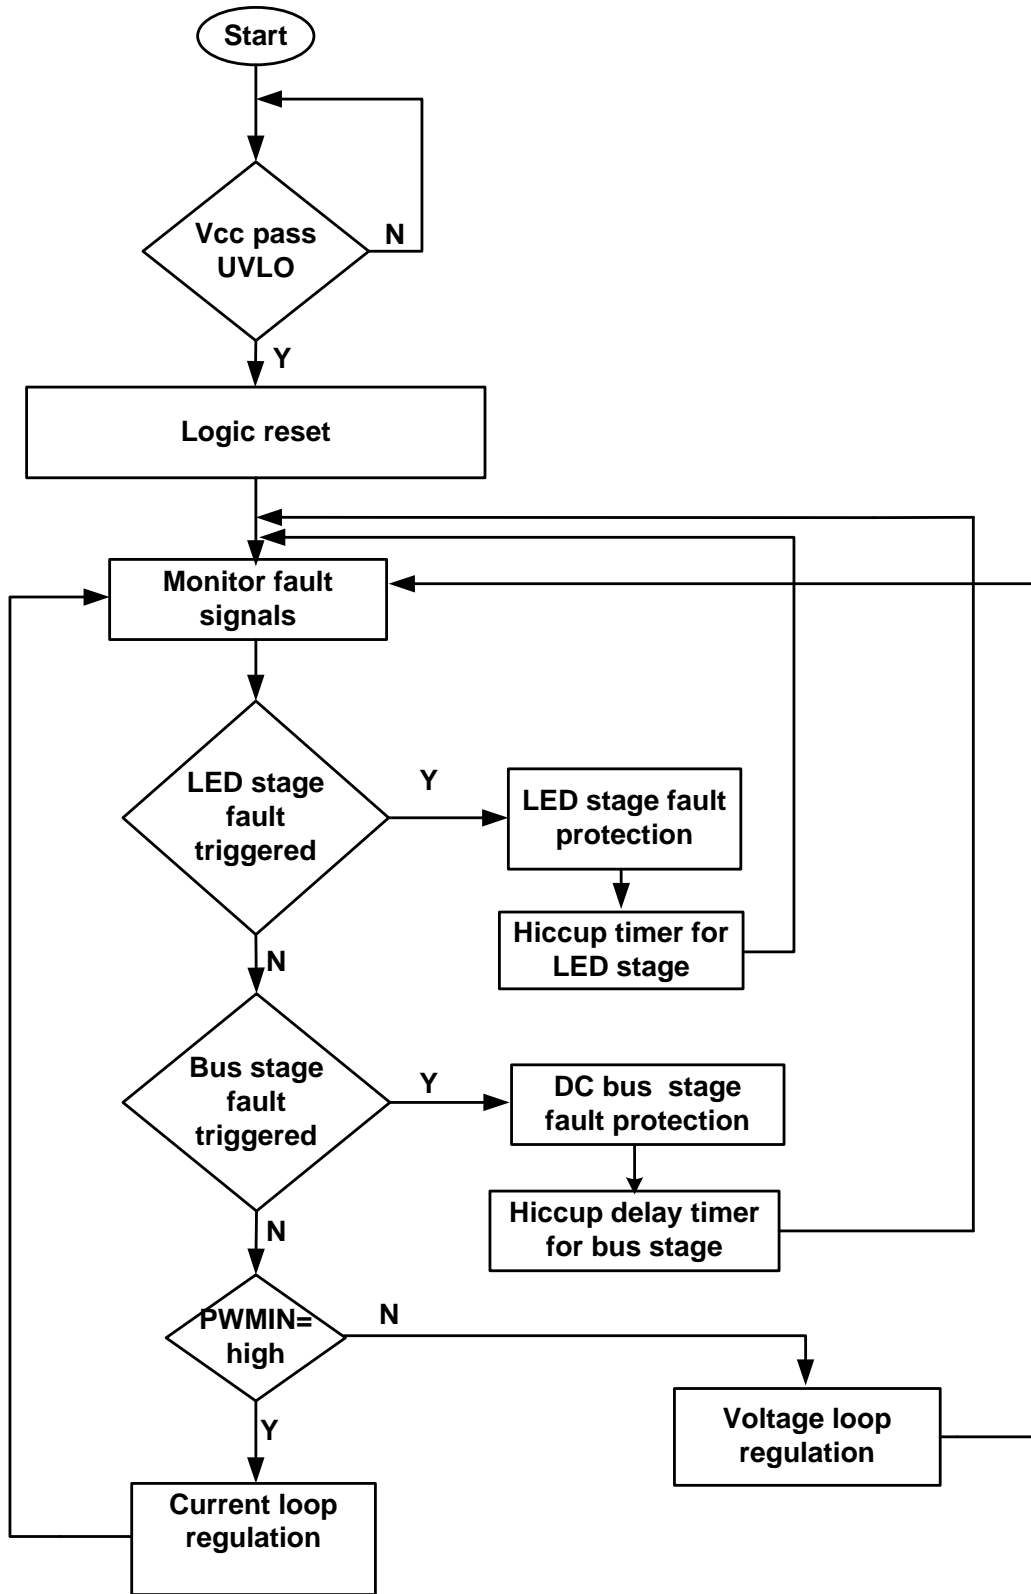 Start
Vcc pass
UVLO
N
Y
Logic reset
Monitor fault
signals
LED stage
fault
triggered
Y
LED stage fault
protection
Hiccup timer for
LED stage
N
Bus stage
fault
triggered
Y
DC bus stage
fault protection
Hiccup delay timer
for bus stage
N
PWMIN=
high
N
Y
Voltage loop
regulation
Current loop
regulation